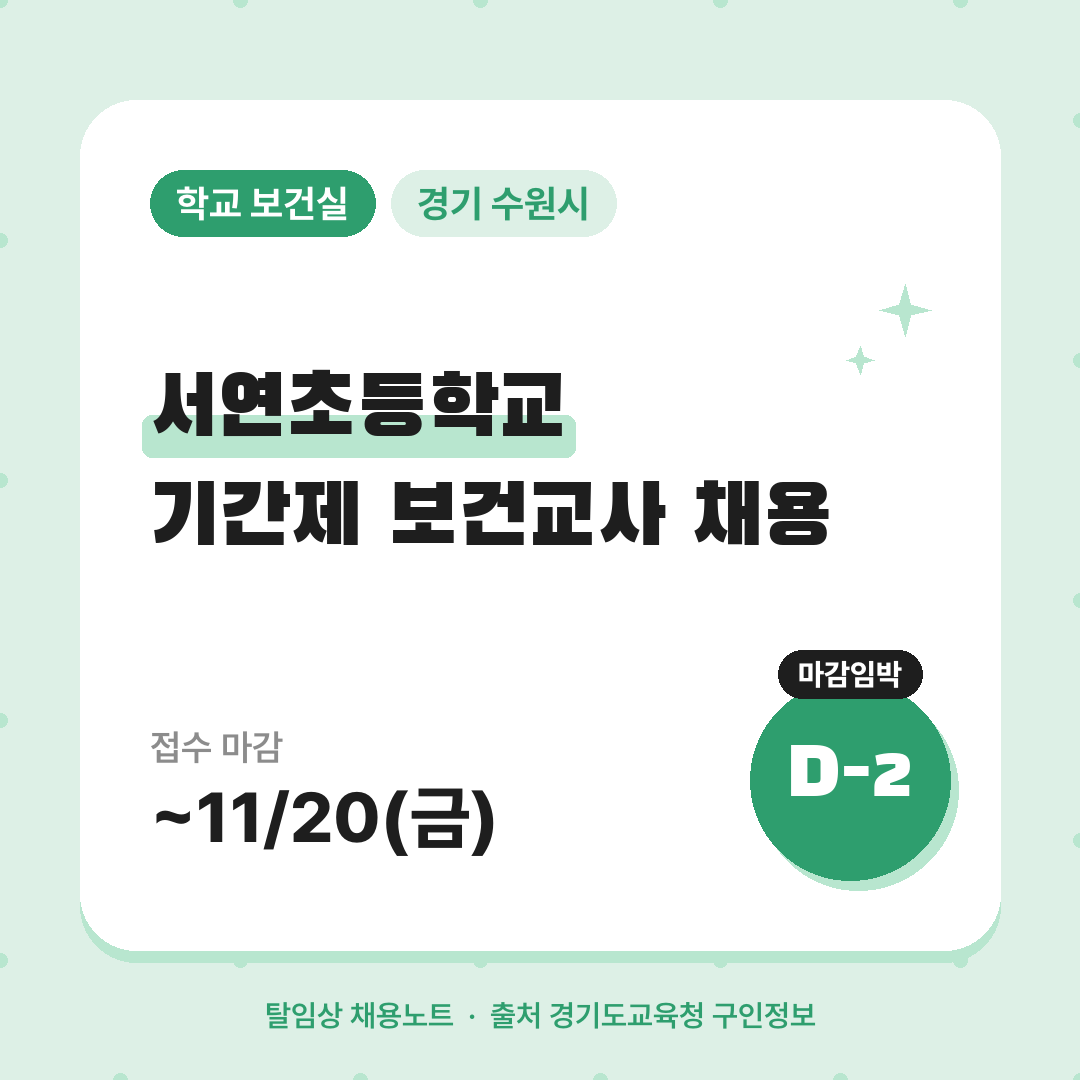 학교 보건실
경기 수원시
서연초등학교
기간제 보건교사 채용
마감임박
D-2
접수 마감
~11/20(금)
탈임상 채용노트 · 출처 경기도교육청 구인정보